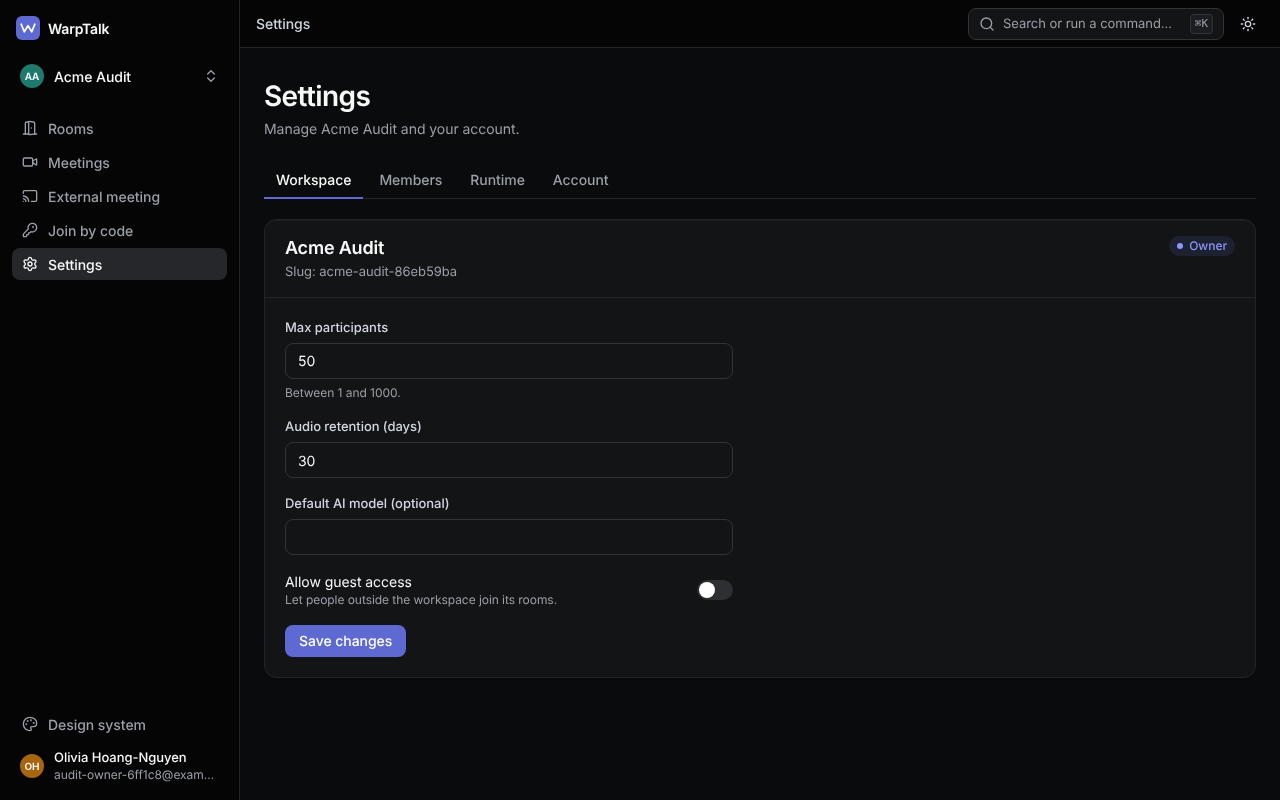 WarpTalk
AA
Acme Audit
Rooms
Meetings
External meeting
Join by code
Settings
Design system
OH
Olivia Hoang-Nguyen
audit-owner-6ff1c8@exam...
Settings
Search or run a command...
⌘K
Settings
Manage Acme Audit and your account.
Workspace Members Runtime Account
Acme Audit
Owner
Slug: acme-audit-86eb59ba
Max participants
50
Between 1 and 1000.
Audio retention (days)
30
Default AI model (optional)
Allow guest access
Let people outside the workspace join its rooms.
Save changes